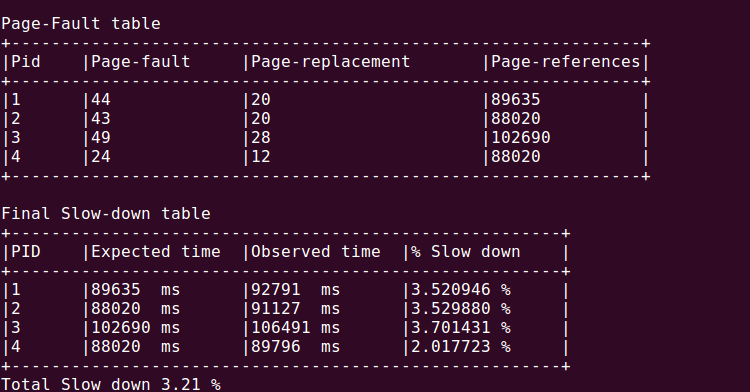 Page-Fault table
+---------------------------------------------------------------+
|Pid    |Page-fault     |Page-replacement       |Page-references|
+---------------------------------------------------------------+
|1      |44             |20                     |89635          |
|2      |43             |20                     |88020          |
|3      |49             |28                     |102690         |
|4      |24             |12                     |88020          |
+---------------------------------------------------------------+

Final Slow-down table
+-------------------------------------------------------+
|PID    |Expected time  |Observed time  |% Slow down    |
+-------------------------------------------------------+
|1      |89635  ms      |92791  ms      |3.520946 %     |
|2      |88020  ms      |91127  ms      |3.529880 %     |
|3      |102690 ms      |106491 ms      |3.701431 %     |
|4      |88020  ms      |89796  ms      |2.017723 %     |
+-------------------------------------------------------+
Total Slow down 3.21 %